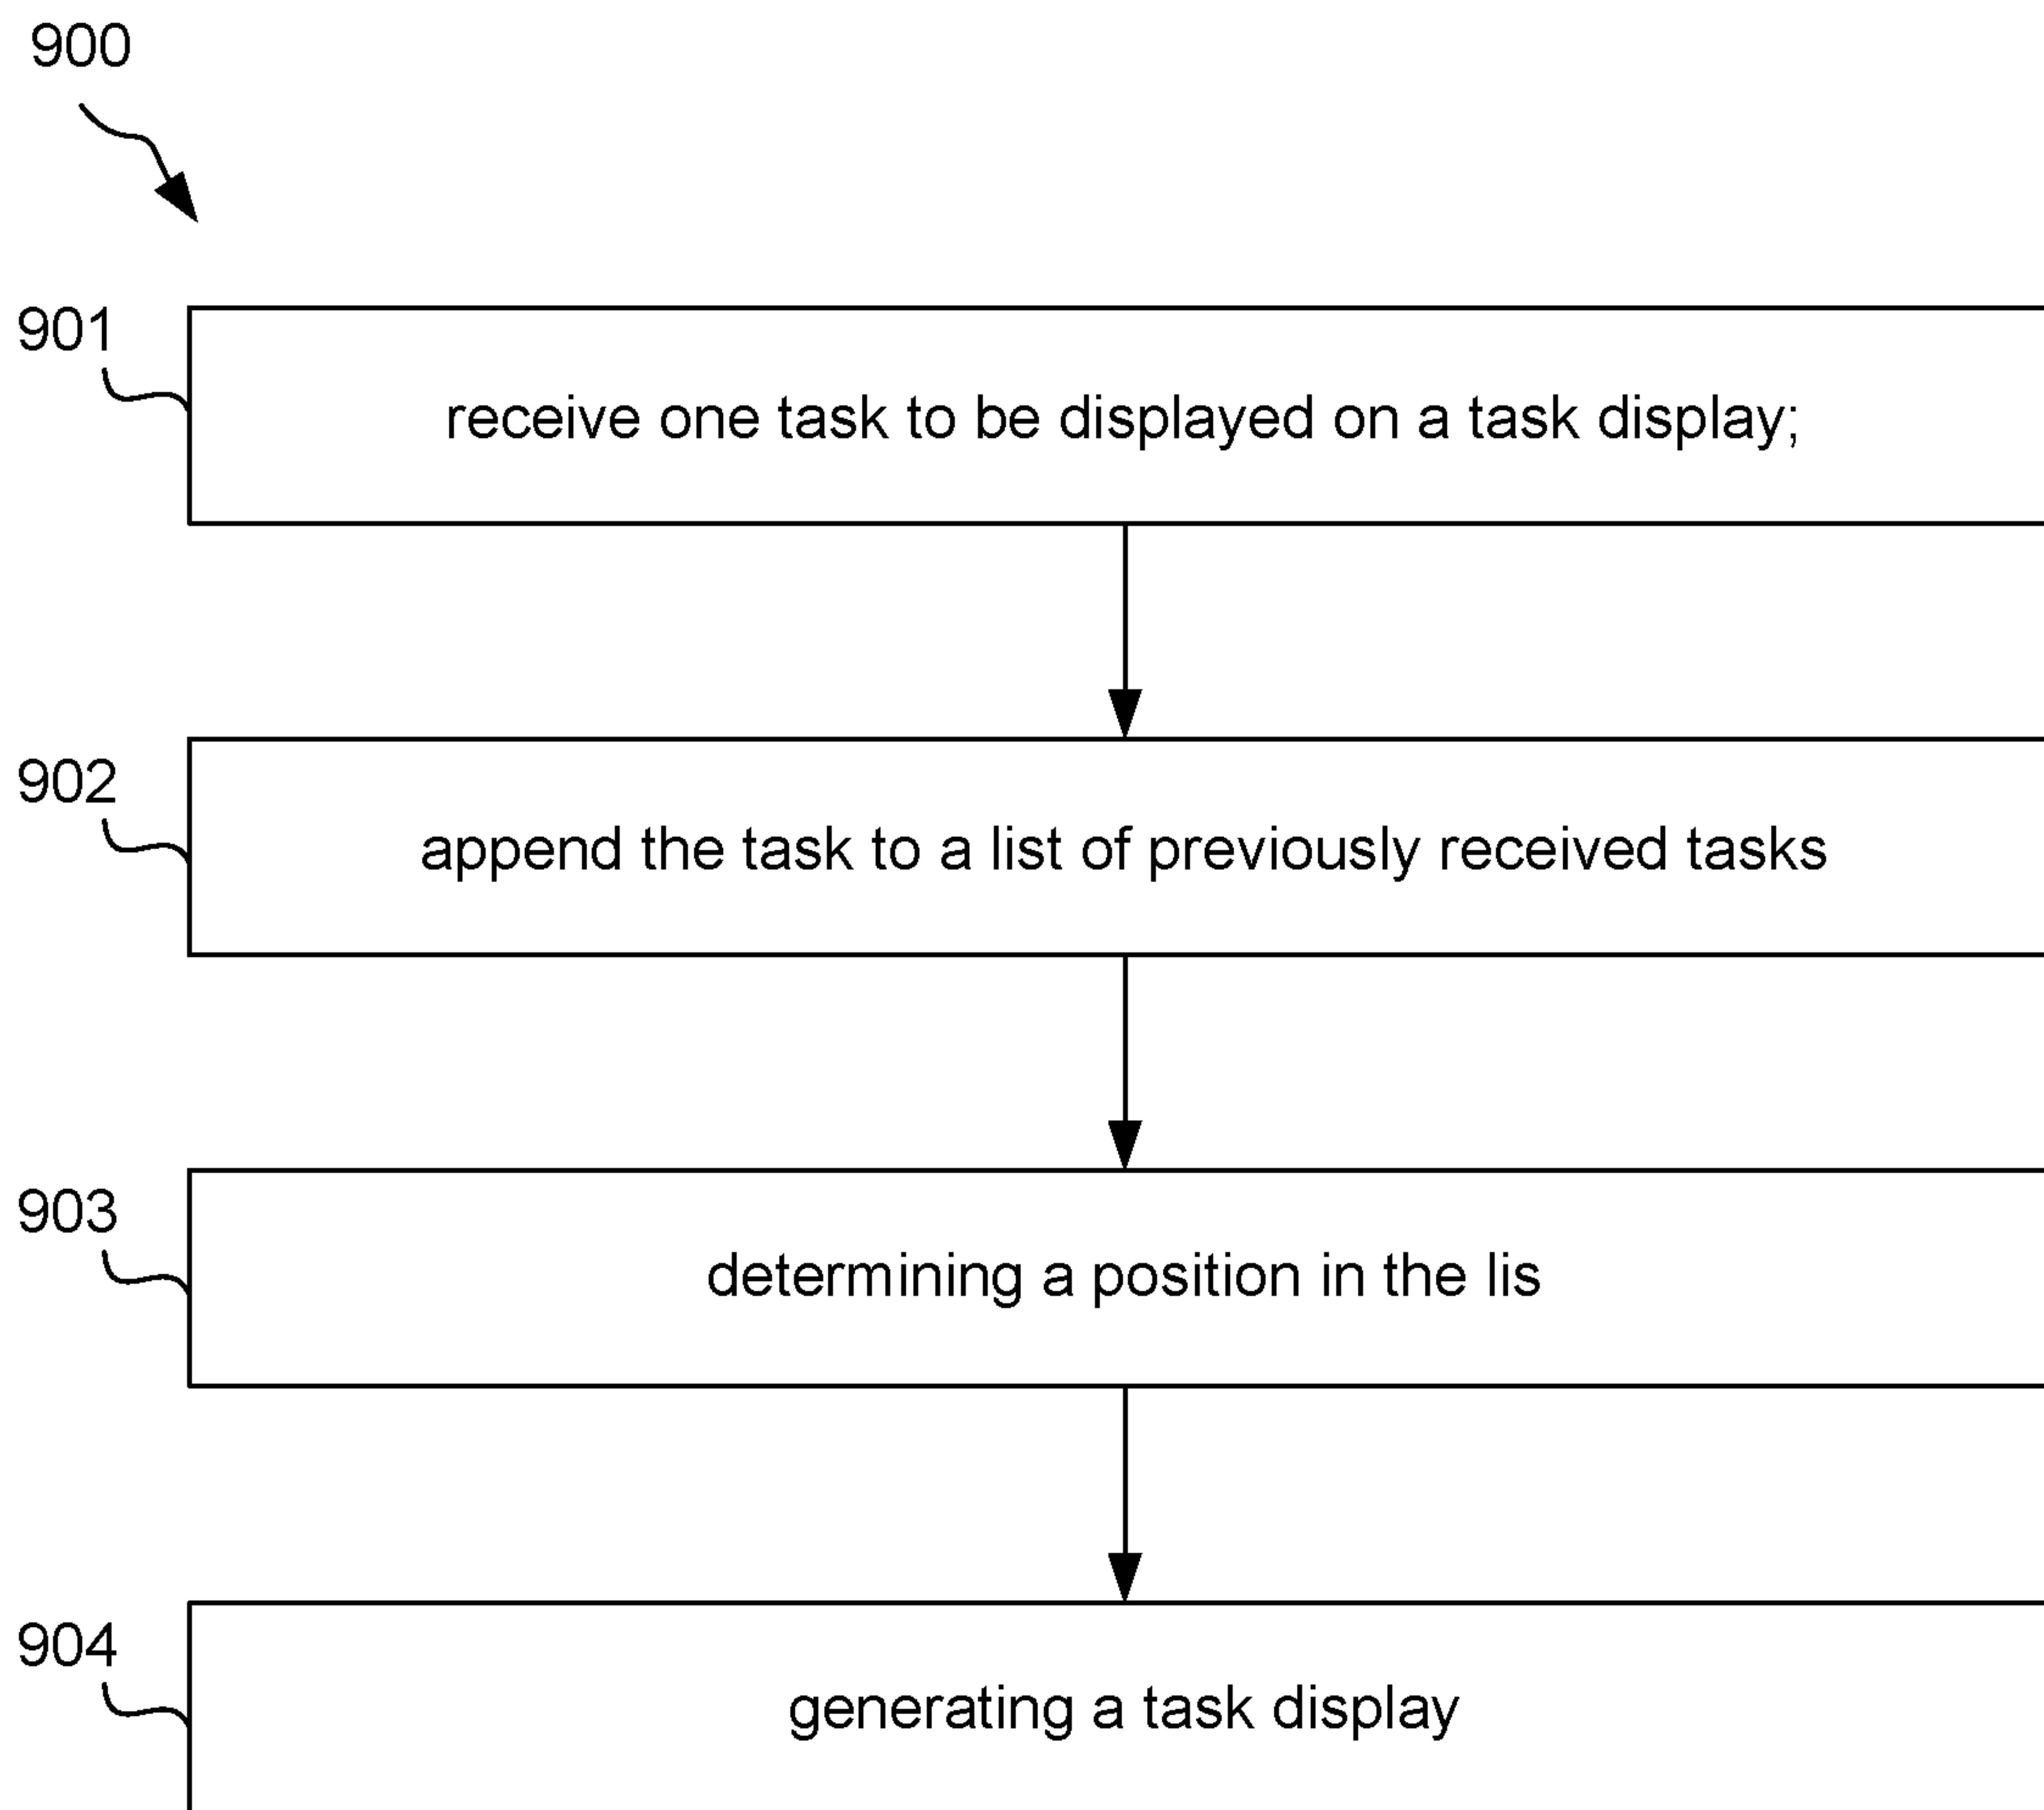 900
901
receive one task to be displayed on a task display;
902
append the task to a list of previously received tasks
903
determining a position in the lis
904
generating a task display